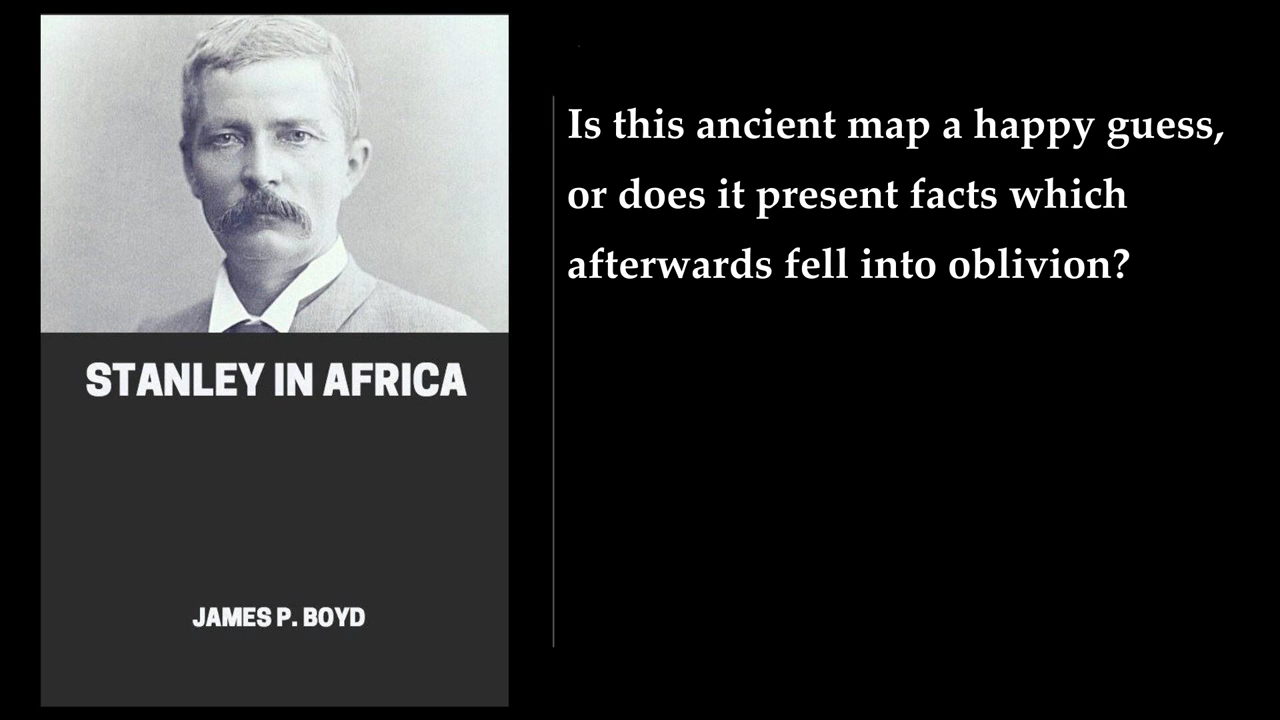 STANLEY IN AFRICA
JAMES P. BOYD
Is this ancient map a happy guess,
or does it present facts which
afterwards fell into oblivion?